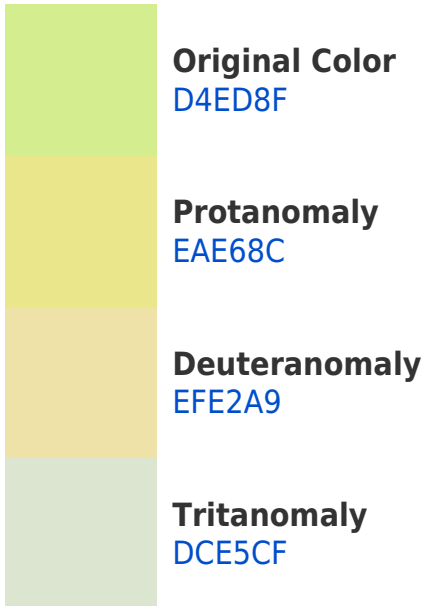 Original Color
D4ED8F
Protanomaly
EAE68C
Deuteranomaly
EFE2A9
Tritanomaly
DCE5CF